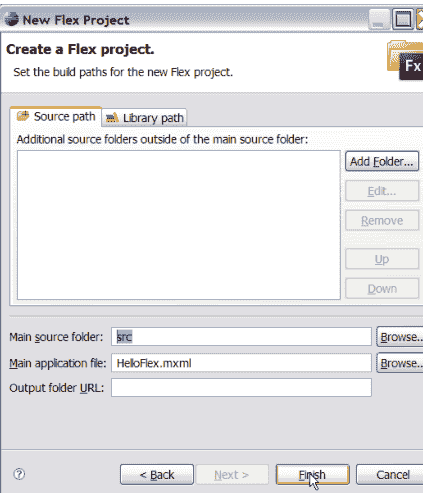 New Flex Project
Create a Flex project.
Set the build paths for the new Flex project.
Fx
Source path Library path
Additional source folders outside of the main source folder:
Add Folder...
Edit...
Remove
Up
Down
Main source folder: src Browse..
Main application file: HelloFlex.mxml Browse..
Output folder URL:
? < Back Next > Finish Cancel